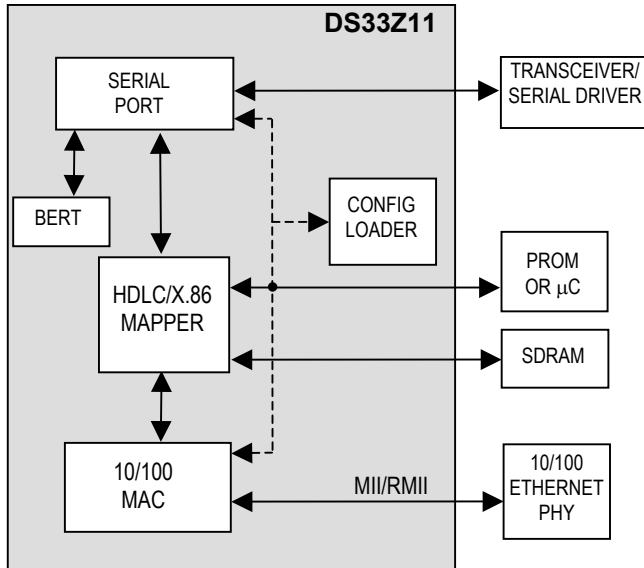 DS33Z11
SERIAL
PORT
TRANSCEIVER/
SERIAL DRIVER
BERT
CONFIG
LOADER
HDLC/X.86
MAPPER
PROM
OR μC
SDRAM
10/100
MAC
MII/RMII
10/100
ETHERNET
PHY